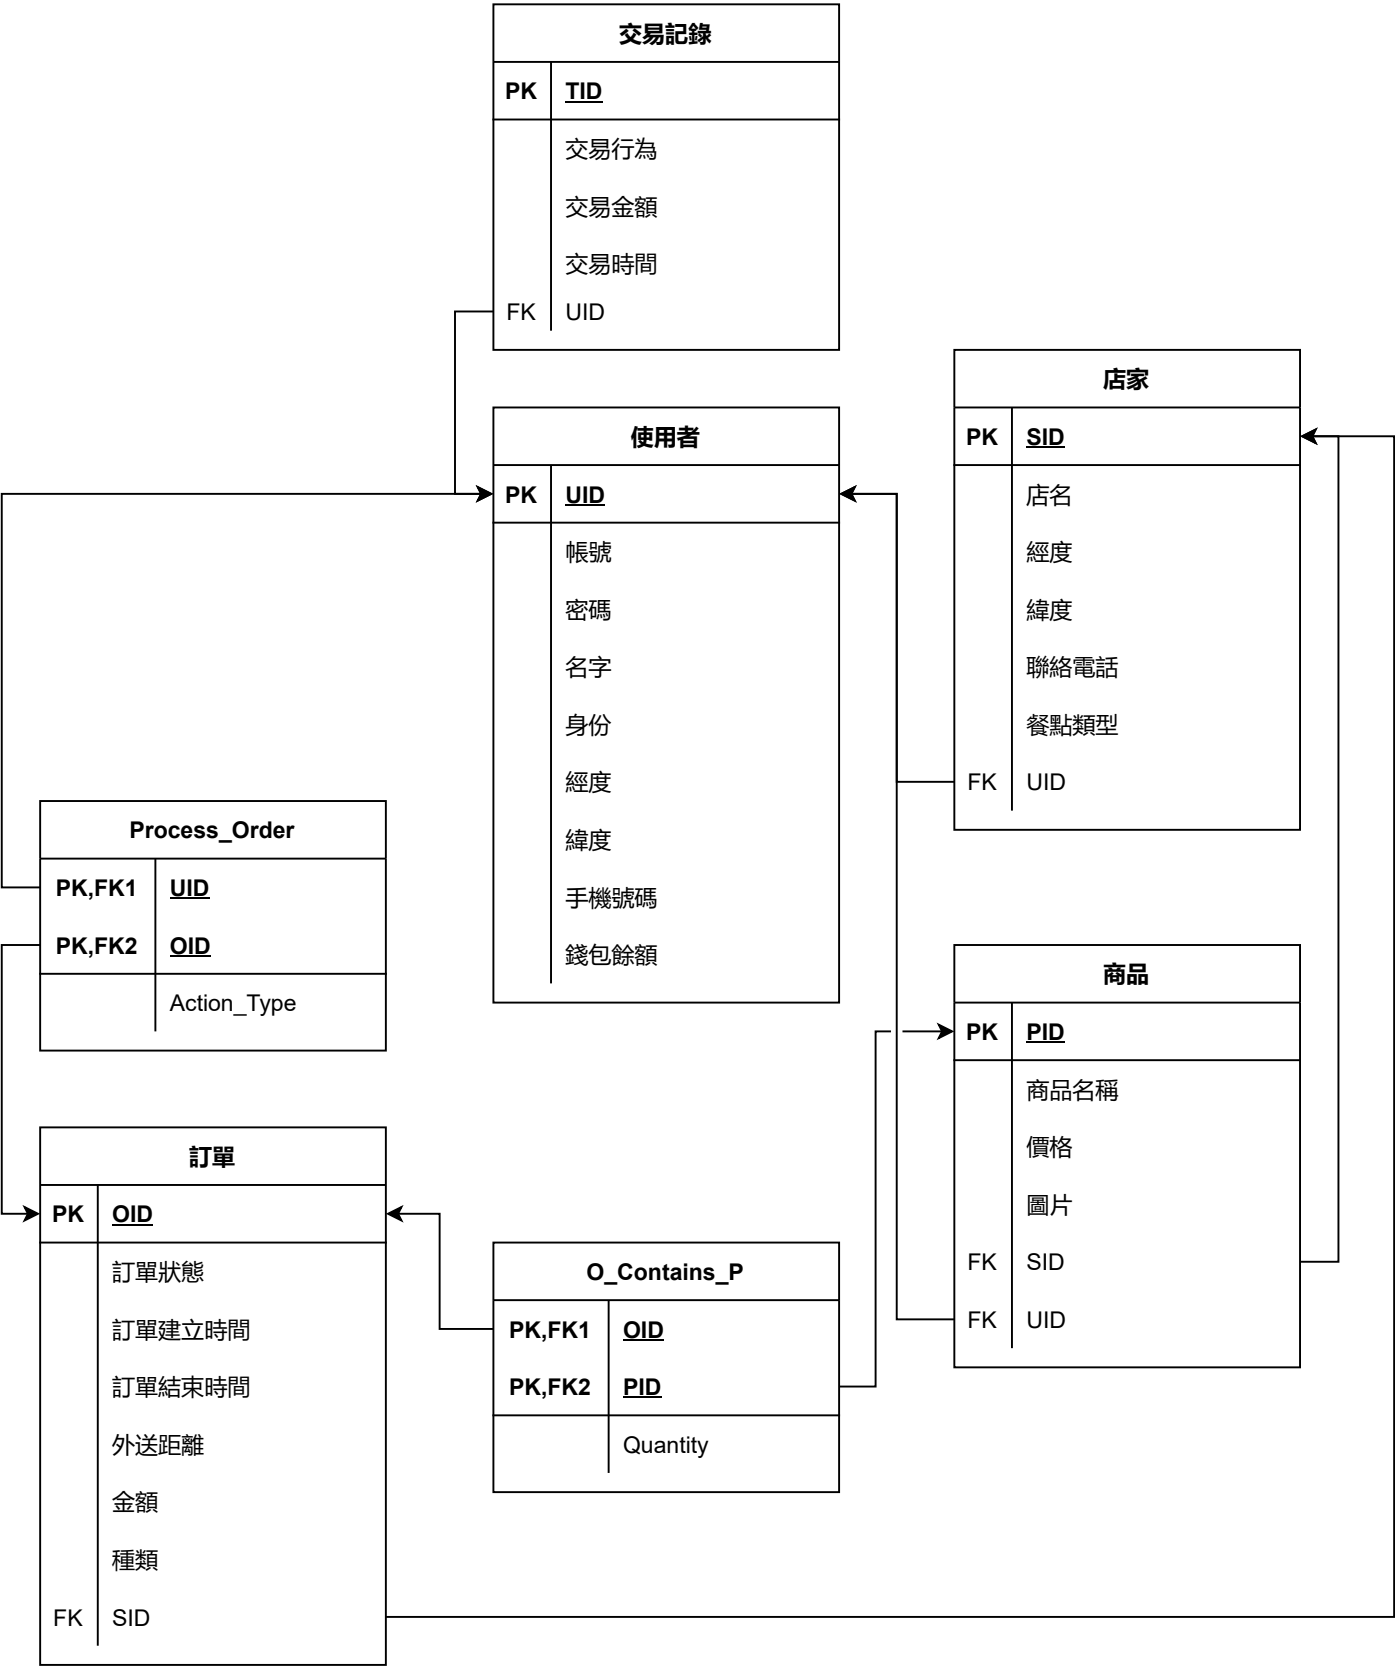 交易記錄
PK TID
交易行為
交易金額
交易時間
FK UID
使用者
PK UID
帳號
密碼
名字
身份
經度
緯度
手機號碼
錢包餘額
店家
PK SID
店名
經度
緯度
聯絡電話
餐點類型
FK UID
Process_Order
PK,FK1 UID
PK,FK2 OID
Action_Type
商品
PK PID
商品名稱
價格
圖片
FK SID
FK UID
訂單
PK OID
訂單狀態
訂單建立時間
訂單結束時間
外送距離
金額
種類
FK SID
O_Contains_P
PK,FK1 OID
PK,FK2 PID
Quantity